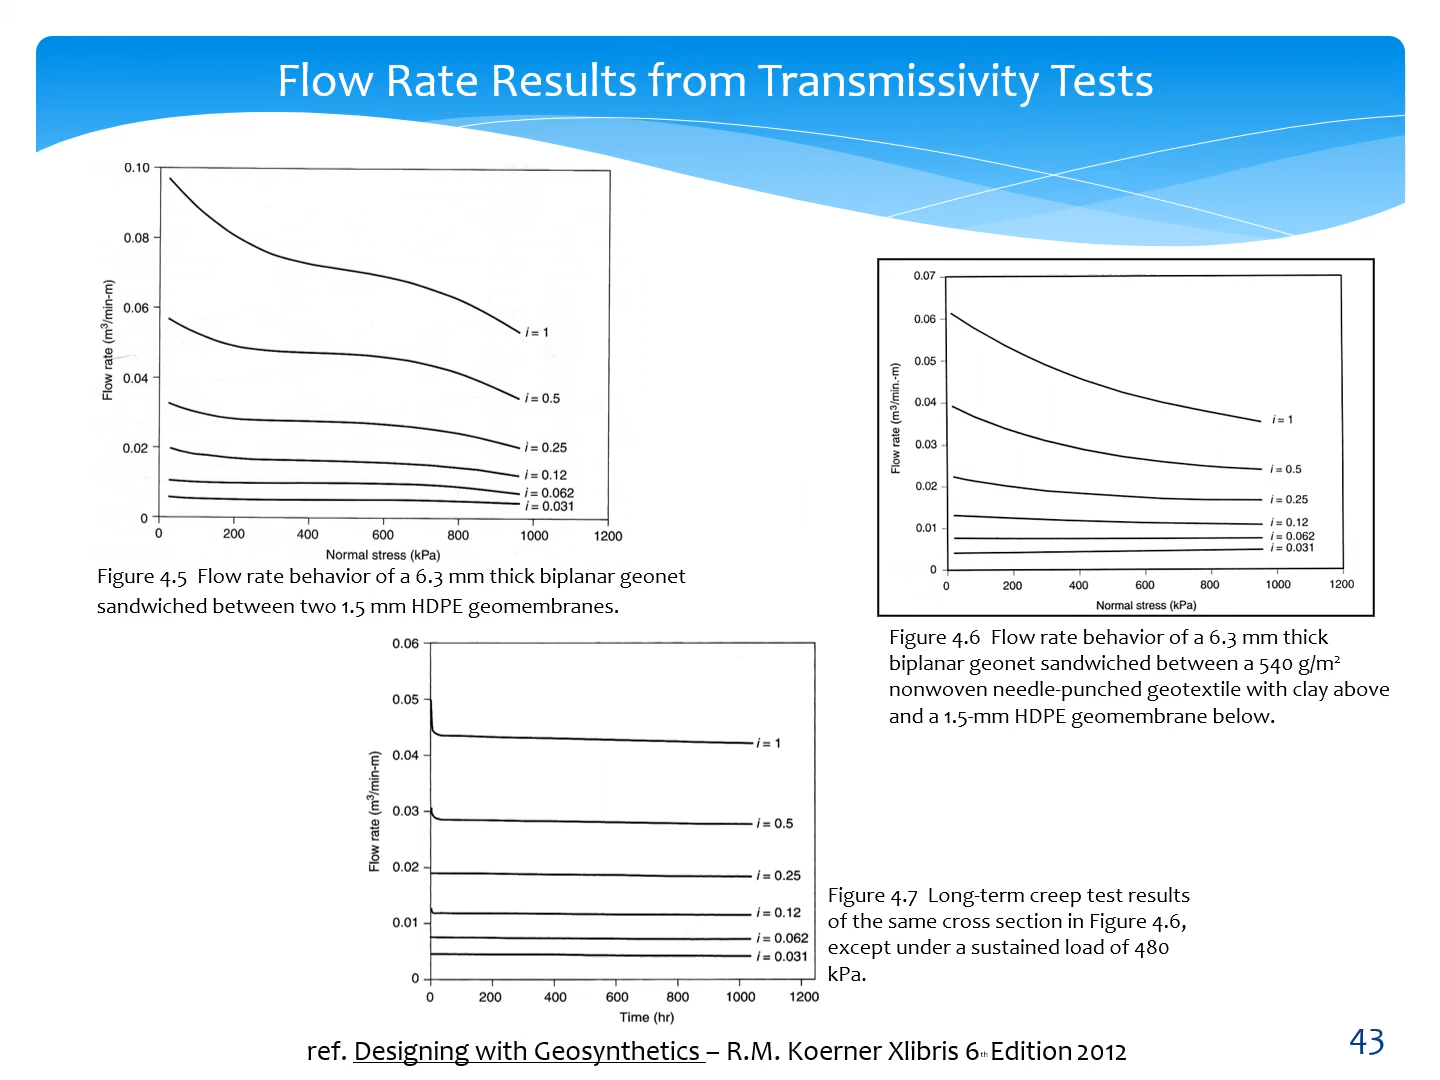 Flow Rate Results from Transmissivity Tests
0.10
0.08
0.06
0.04
0.02
0
Flow rate (m³/min-m)
i = 1
i = 0.5
i = 0.25
i = 0.12
i = 0.062
i = 0.031
0 200 400 600 800 1000 1200
Normal stress (kPa)
Figure 4.5 Flow rate behavior of a 6.3 mm thick biplanar geonet
sandwiched between two 1.5 mm HDPE geomembranes.
0.07
0.06
0.05
0.04
0.03
0.02
0.01
0
Flow rate (m³/min.-m)
i = 1
i = 0.5
i = 0.25
i = 0.12
i = 0.062
i = 0.031
0 200 400 600 800 1000 1200
Normal stress (kPa)
Figure 4.6 Flow rate behavior of a 6.3 mm thick
biplanar geonet sandwiched between a 540 g/m²
nonwoven needle-punched geotextile with clay above
and a 1.5-mm HDPE geomembrane below.
0.06
0.05
0.04
0.03
0.02
0.01
0
Flow rate (m³/min-m)
i = 1
i = 0.5
i = 0.25
i = 0.12
i = 0.062
i = 0.031
0 200 400 600 800 1000 1200
Time (hr)
Figure 4.7 Long-term creep test results
of the same cross section in Figure 4.6,
except under a sustained load of 480
kPa.
ref. Designing with Geosynthetics – R.M. Koerner Xlibris 6th Edition 2012
43